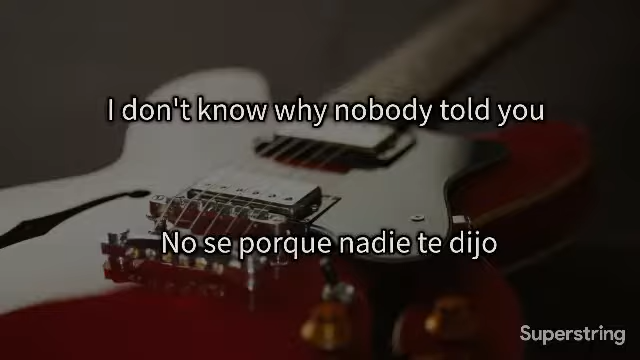 I don't know why nobody told you
No se porque nadie te dijo
Superstring